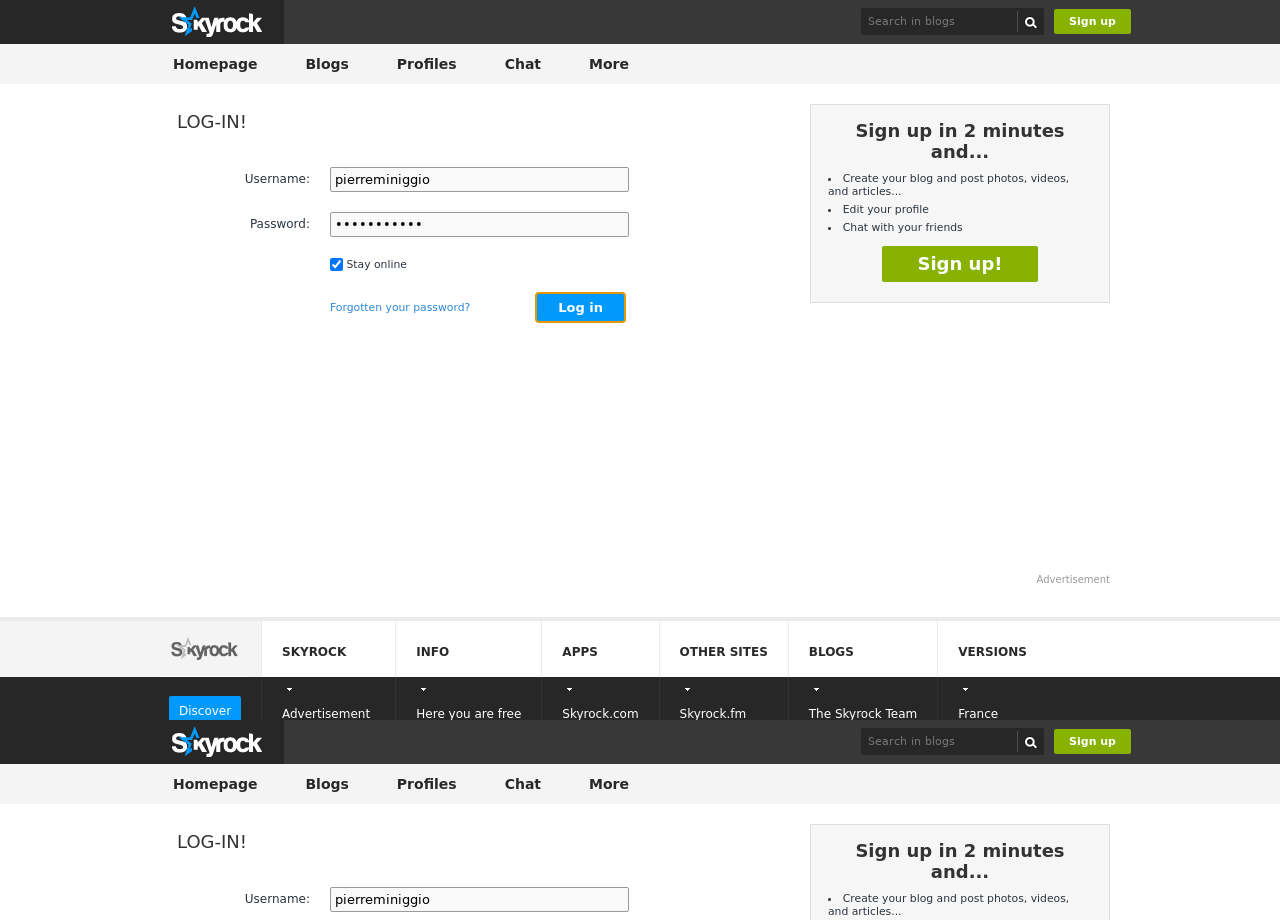 Skyrock
Search in blogs
Sign up
Homepage Blogs Profiles Chat More
LOG-IN!
Username: pierreminiggio
Password: •••••••••••
Stay online
Forgotten your password? Log in
Sign up in 2 minutes
and...
• Create your blog and post photos, videos,
and articles...
• Edit your profile
• Chat with your friends
Sign up!
Advertisement
Skyrock SKYROCK INFO APPS OTHER SITES BLOGS VERSIONS
Discover Advertisement Here you are free Skyrock.com Skyrock.fm The Skyrock Team France
Skyrock
Search in blogs
Sign up
Homepage Blogs Profiles Chat More
LOG-IN!
Username: pierreminiggio
Sign up in 2 minutes
and...
• Create your blog and post photos, videos,
and articles...